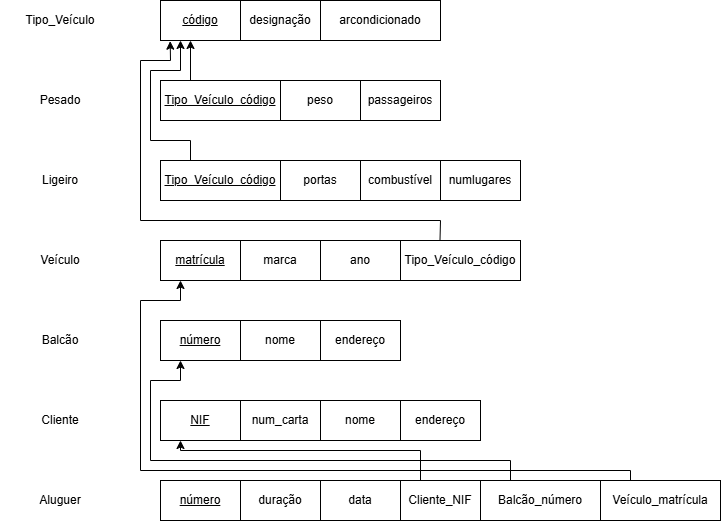 Tipo_Veículo código designação arcondicionado
Pesado Tipo_Veículo_código peso passageiros
Ligeiro Tipo_Veículo_código portas combustível numlugares
Veículo matrícula marca ano Tipo_Veículo_código
Balcão número nome endereço
Cliente NIF num_carta nome endereço
Aluguer número duração data Cliente_NIF Balcão_número Veículo_matrícula